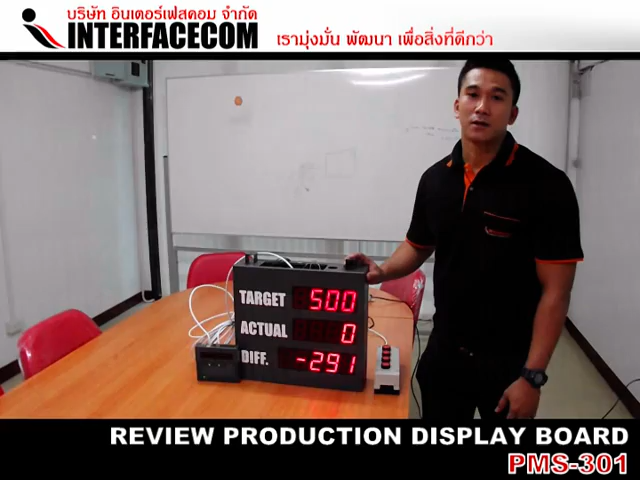 บริษัท อินเตอร์เฟสคอม จำกัด
INTERFACECOM
เรามุ่งมั่น พัฒนา เพื่อสิ่งที่ดีกว่า
TARGET 500
ACTUAL 0
DIFF. -291
REVIEW PRODUCTION DISPLAY BOARD
PMS-301